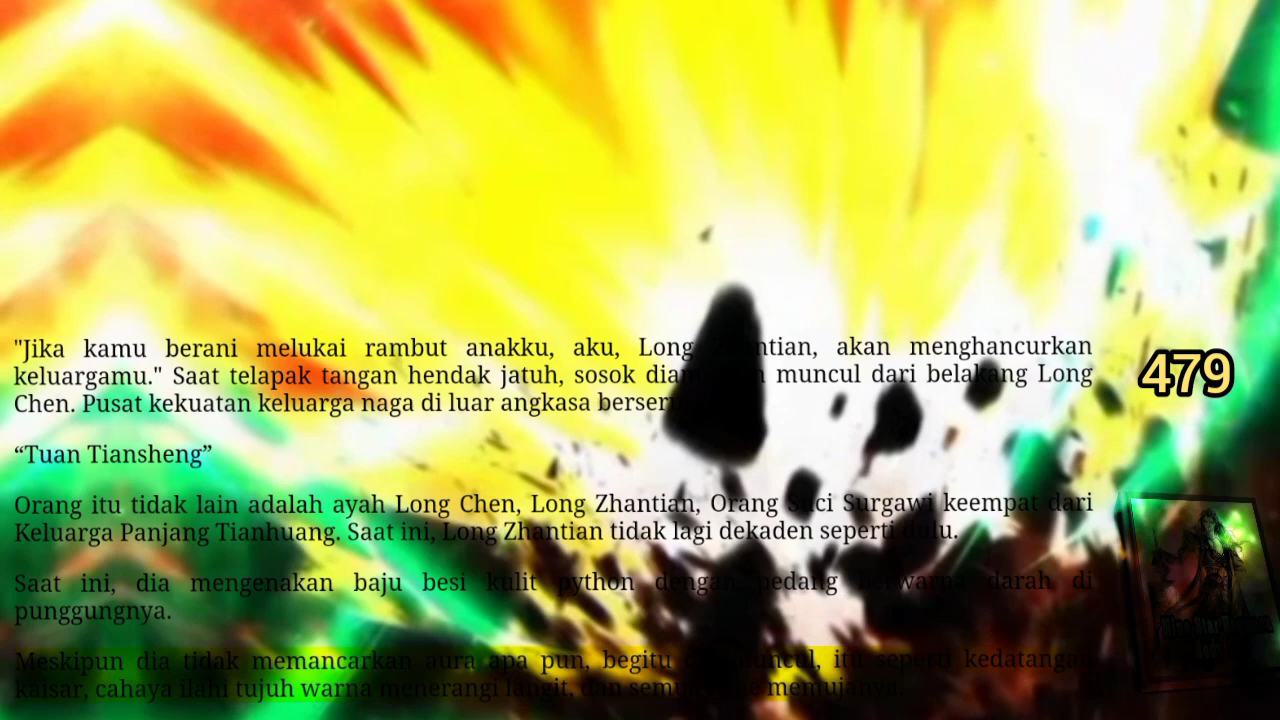 "Jika kamu berani melukai rambut anakku, aku, Long Zhantian, akan menghancurkan
keluargamu." Saat telapak tangan hendak jatuh, sosok muncul dari belakang Long
Chen. Pusat kekuatan keluarga naga di luar angkasa
“Tuan Tiansheng”
Orang itu tidak lain adalah ayah Long Chen, Long Zhantian, Orang Suci Surgawi keempat dari
Keluarga Panjang Tianhuang. Saat ini, Long Zhantian tidak lagi dekaden seperti dulu.
Saat ini, dia mengenakan baju besi kulit python dengan pedang berwarna darah di
punggungnya.
Meskipun dia tidak memancarkan aura apa pun, begitu dia muncul, itu seperti kedatangan
kaisar, cahaya ilahi tujuh warna menerangi langit, dan memujanya.
479